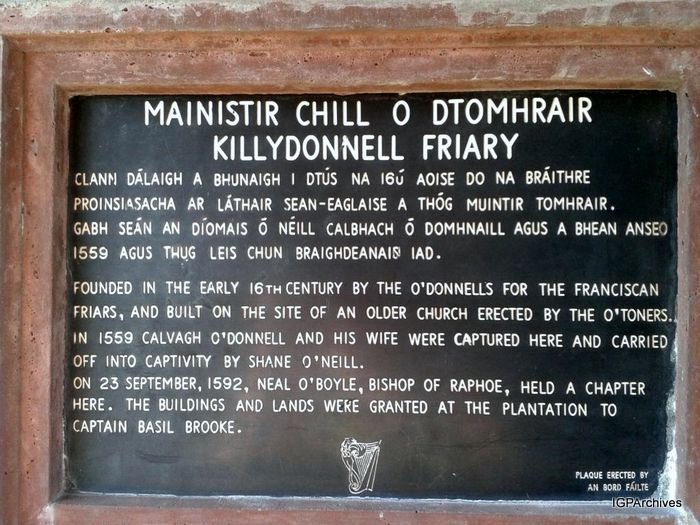 MAINISTIR CHILL O DTOMHRAIR
KILLYDONNELL FRIARY
CLANN DÁLAIGH A BHUNAIGH I DTÚS NA 16Ú AOISE DO NA BRÁITHRE
PROINSIASACHA AR LÁTHAIR SEAN-EAGLAISE A THÓG MUINTIR TOMHRAIR.
GABH SEÁN AN DÍOMAIS Ó NÉILL CALBHACH Ó DOMHNAILL AGUS A BHEAN ANSEO
1559 AGUS THUG LEIS CHUN BRAIGHDEANAIS IAD.
FOUNDED IN THE EARLY 16TH CENTURY BY THE O'DONNELLS FOR THE FRANCISCAN
FRIARS, AND BUILT ON THE SITE OF AN OLDER CHURCH ERECTED BY THE O'TONERS.
IN 1559 CALVAGH O'DONNELL AND HIS WIFE WERE CAPTURED HERE AND CARRIED
OFF INTO CAPTIVITY BY SHANE O'NEILL.
ON 23 SEPTEMBER, 1592, NEAL O'BOYLE, BISHOP OF RAPHOE, HELD A CHAPTER
HERE. THE BUILDINGS AND LANDS WERE GRANTED AT THE PLANTATION TO
CAPTAIN BASIL BROOKE.
PLAQUE ERECTED BY
AN BORD FÁILTE
IGPArchives